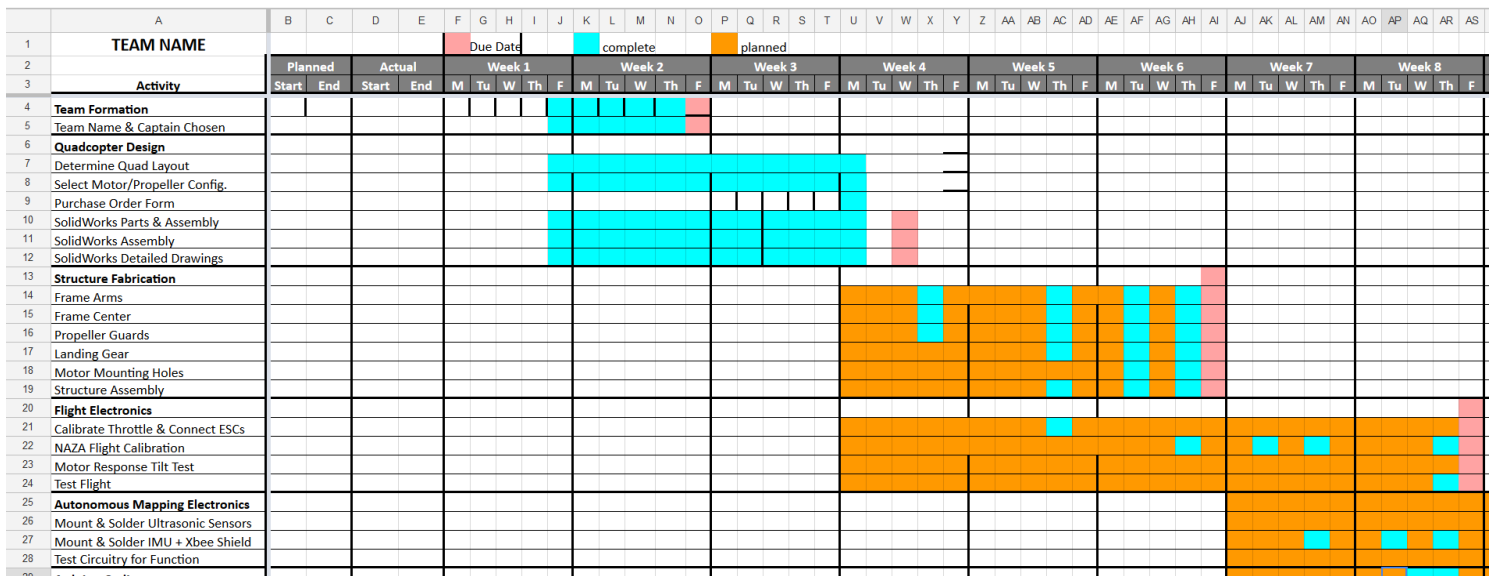 A B C D E F G H I J K L M N O P Q R S T U V W X Y Z AA AB AC AD AE AF AG AH AI AJ AK AL AM AN AO AP AQ AR AS
1 TEAM NAME Due Date complete planned
2 Planned Actual Week 1 Week 2 Week 3 Week 4 Week 5 Week 6 Week 7 Week 8
3 Activity Start End Start End M Tu W Th F M Tu W Th F M Tu W Th F M Tu W Th F M Tu W Th F M Tu W Th F M Tu W Th F M Tu W Th F
4 Team Formation
5 Team Name & Captain Chosen
6 Quadcopter Design
7 Determine Quad Layout
8 Select Motor/Propeller Config.
9 Purchase Order Form
10 SolidWorks Parts & Assembly
11 SolidWorks Assembly
12 SolidWorks Detailed Drawings
13 Structure Fabrication
14 Frame Arms
15 Frame Center
16 Propeller Guards
17 Landing Gear
18 Motor Mounting Holes
19 Structure Assembly
20 Flight Electronics
21 Calibrate Throttle & Connect ESCs
22 NAZA Flight Calibration
23 Motor Response Tilt Test
24 Test Flight
25 Autonomous Mapping Electronics
26 Mount & Solder Ultrasonic Sensors
27 Mount & Solder IMU + Xbee Shield
28 Test Circuitry for Function